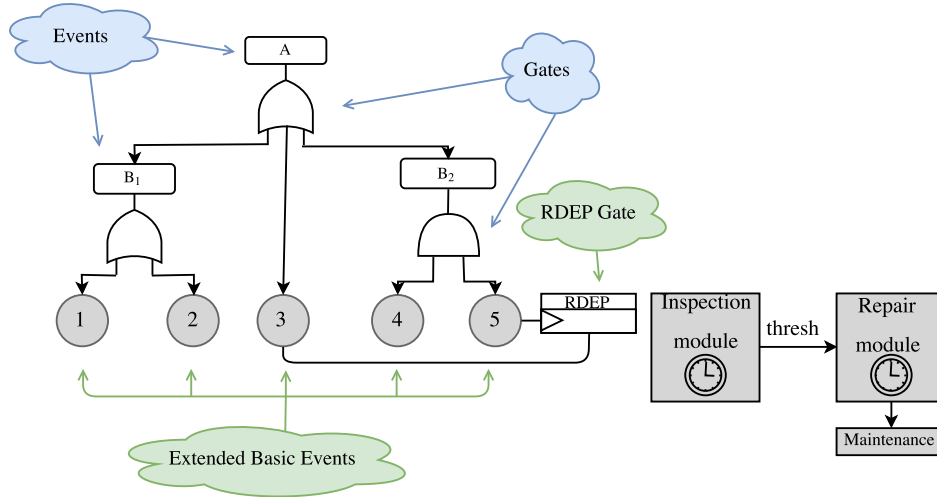 Events
A
Gates
B₁
B₂
RDEP Gate
1
2
3
4
5
RDEP
Inspection
module
thresh
Repair
module
Maintenance
Extended Basic Events